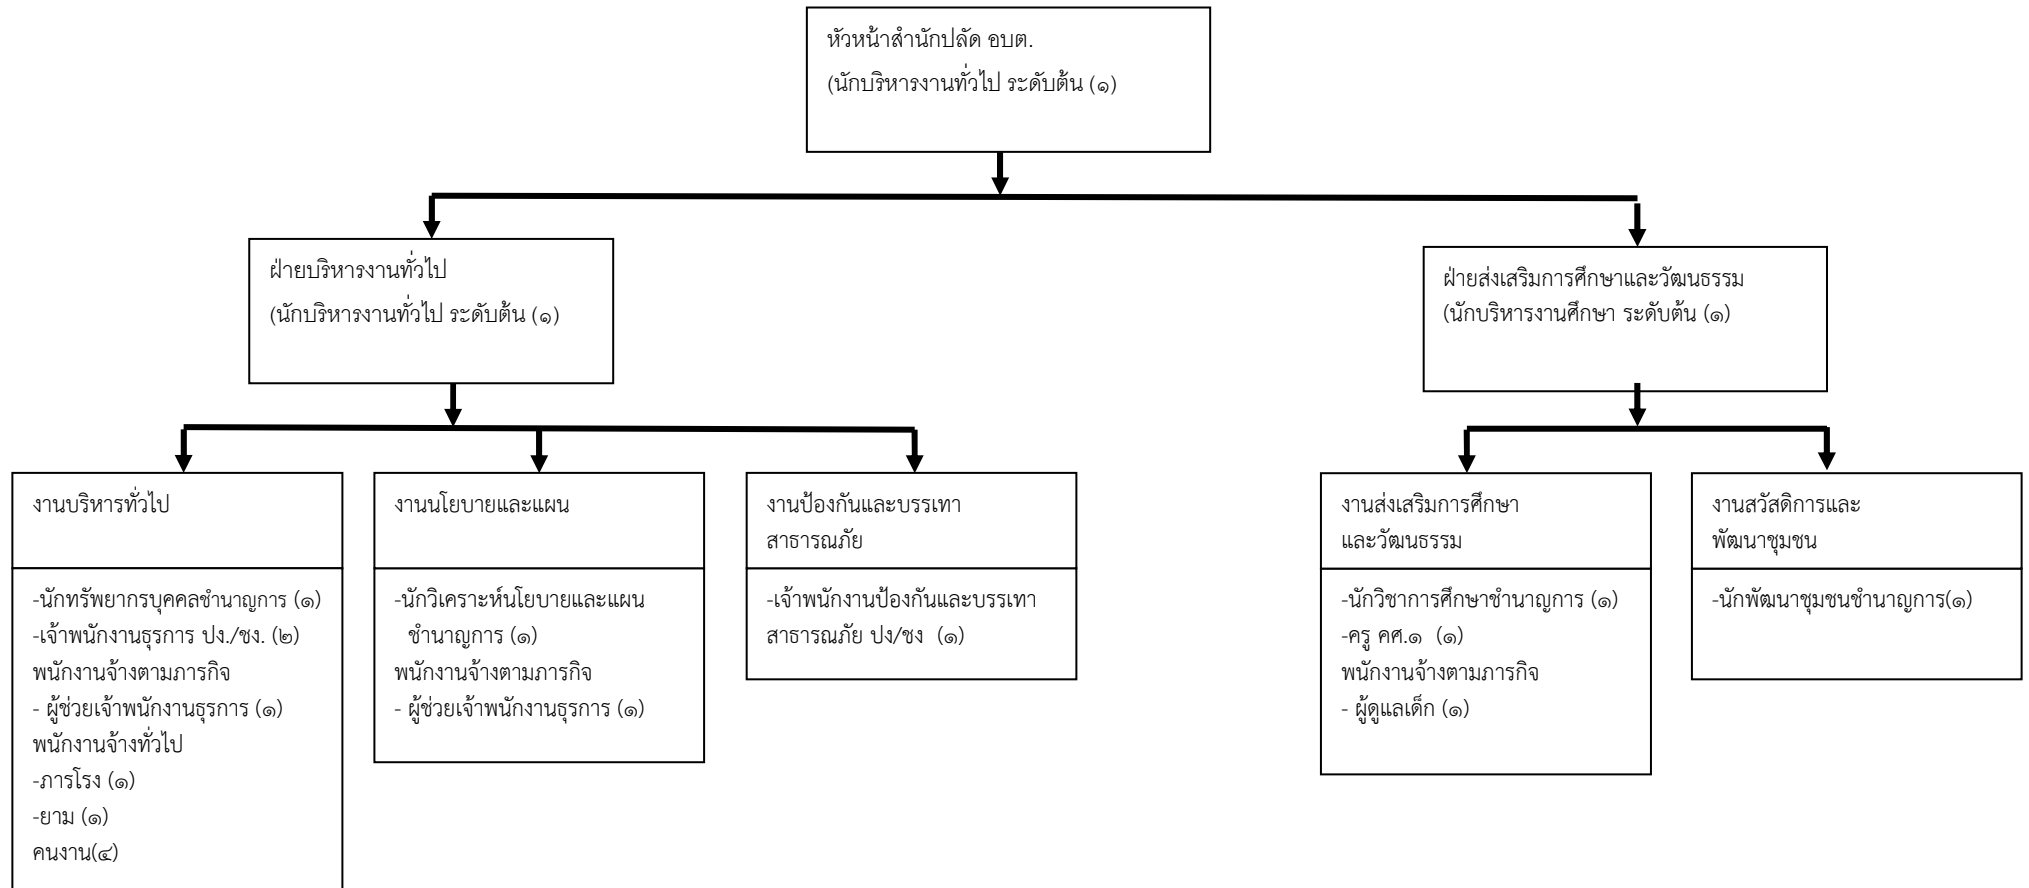 หัวหน้าสำนักปลัด อบต.
(นักบริหารงานทั่วไป ระดับต้น (๑)
ฝ่ายบริหารงานทั่วไป
(นักบริหารงานทั่วไป ระดับต้น (๑)
ฝ่ายส่งเสริมการศึกษาและวัฒนธรรม
(นักบริหารงานศึกษา ระดับต้น (๑)
งานบริหารทั่วไป
-นักทรัพยากรบุคคลชำนาญการ (๑)
-เจ้าพนักงานธุรการ ปง./ชง. (๒)
พนักงานจ้างตามภารกิจ
- ผู้ช่วยเจ้าพนักงานธุรการ (๑)
พนักงานจ้างทั่วไป
-ภารโรง (๑)
-ยาม (๑)
คนงาน(๔)
งานนโยบายและแผน
-นักวิเคราะห์นโยบายและแผน
ชำนาญการ (๑)
พนักงานจ้างตามภารกิจ
- ผู้ช่วยเจ้าพนักงานธุรการ (๑)
งานป้องกันและบรรเทา
สาธารณภัย
-เจ้าพนักงานป้องกันและบรรเทา
สาธารณภัย ปง/ชง (๑)
งานส่งเสริมการศึกษา
และวัฒนธรรม
-นักวิชาการศึกษาชำนาญการ (๑)
-ครู คศ.๑ (๑)
พนักงานจ้างตามภารกิจ
- ผู้ดูแลเด็ก (๑)
งานสวัสดิการและ
พัฒนาชุมชน
-นักพัฒนาชุมชนชำนาญการ(๑)